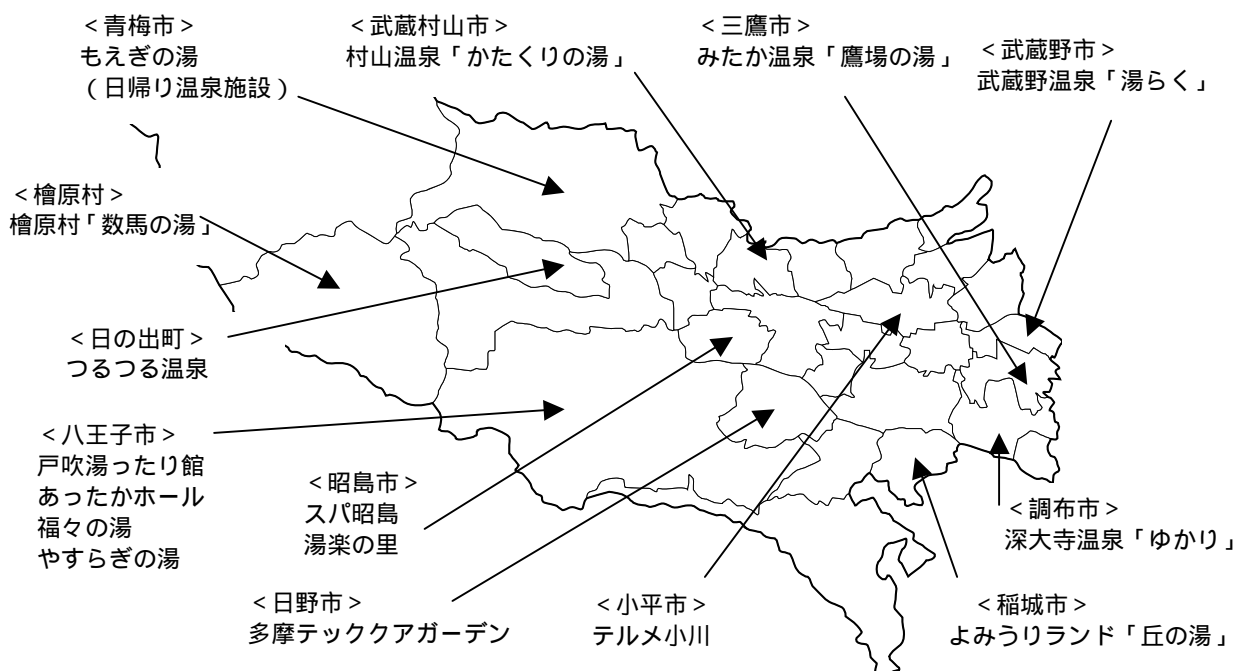 ＜青梅市＞
もえぎの湯
（日帰り温泉施設）
＜武蔵村山市＞
村山温泉「かたくりの湯」
＜三鷹市＞
みたか温泉「鷹場の湯」
＜武蔵野市＞
武蔵野温泉「湯らく」
＜檜原村＞
檜原村「数馬の湯」
＜日の出町＞
つるつる温泉
＜八王子市＞
戸吹湯ったり館
あったかホール
福々の湯
やすらぎの湯
＜昭島市＞
スパ昭島
湯楽の里
＜日野市＞
多摩テッククアガーデン
＜小平市＞
テルメ小川
＜調布市＞
深大寺温泉「ゆかり」
＜稲城市＞
よみうりランド「丘の湯」